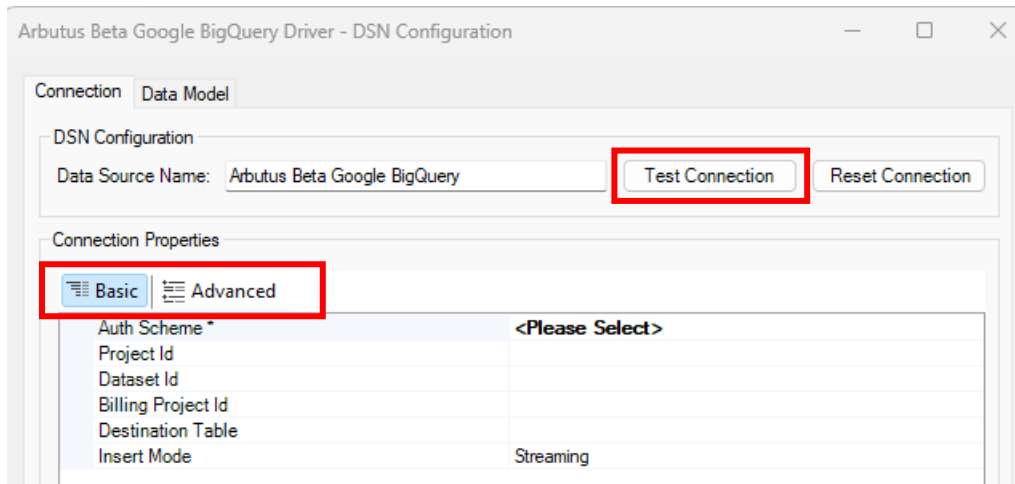 Arbutus Beta Google BigQuery Driver - DSN Configuration
Connection Data Model
DSN Configuration
Data Source Name: Arbutus Beta Google BigQuery Test Connection Reset Connection
Connection Properties
Basic Advanced
Auth Scheme * <Please Select>
Project Id
Dataset Id
Billing Project Id
Destination Table
Insert Mode Streaming